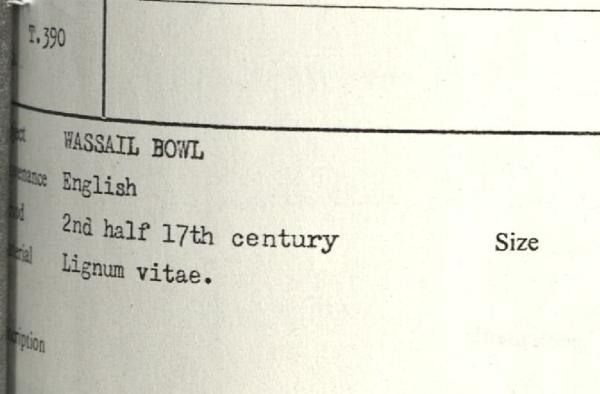 T.390
WASSAIL BOWL
English
2nd half 17th century
Size
Lignum vitae.